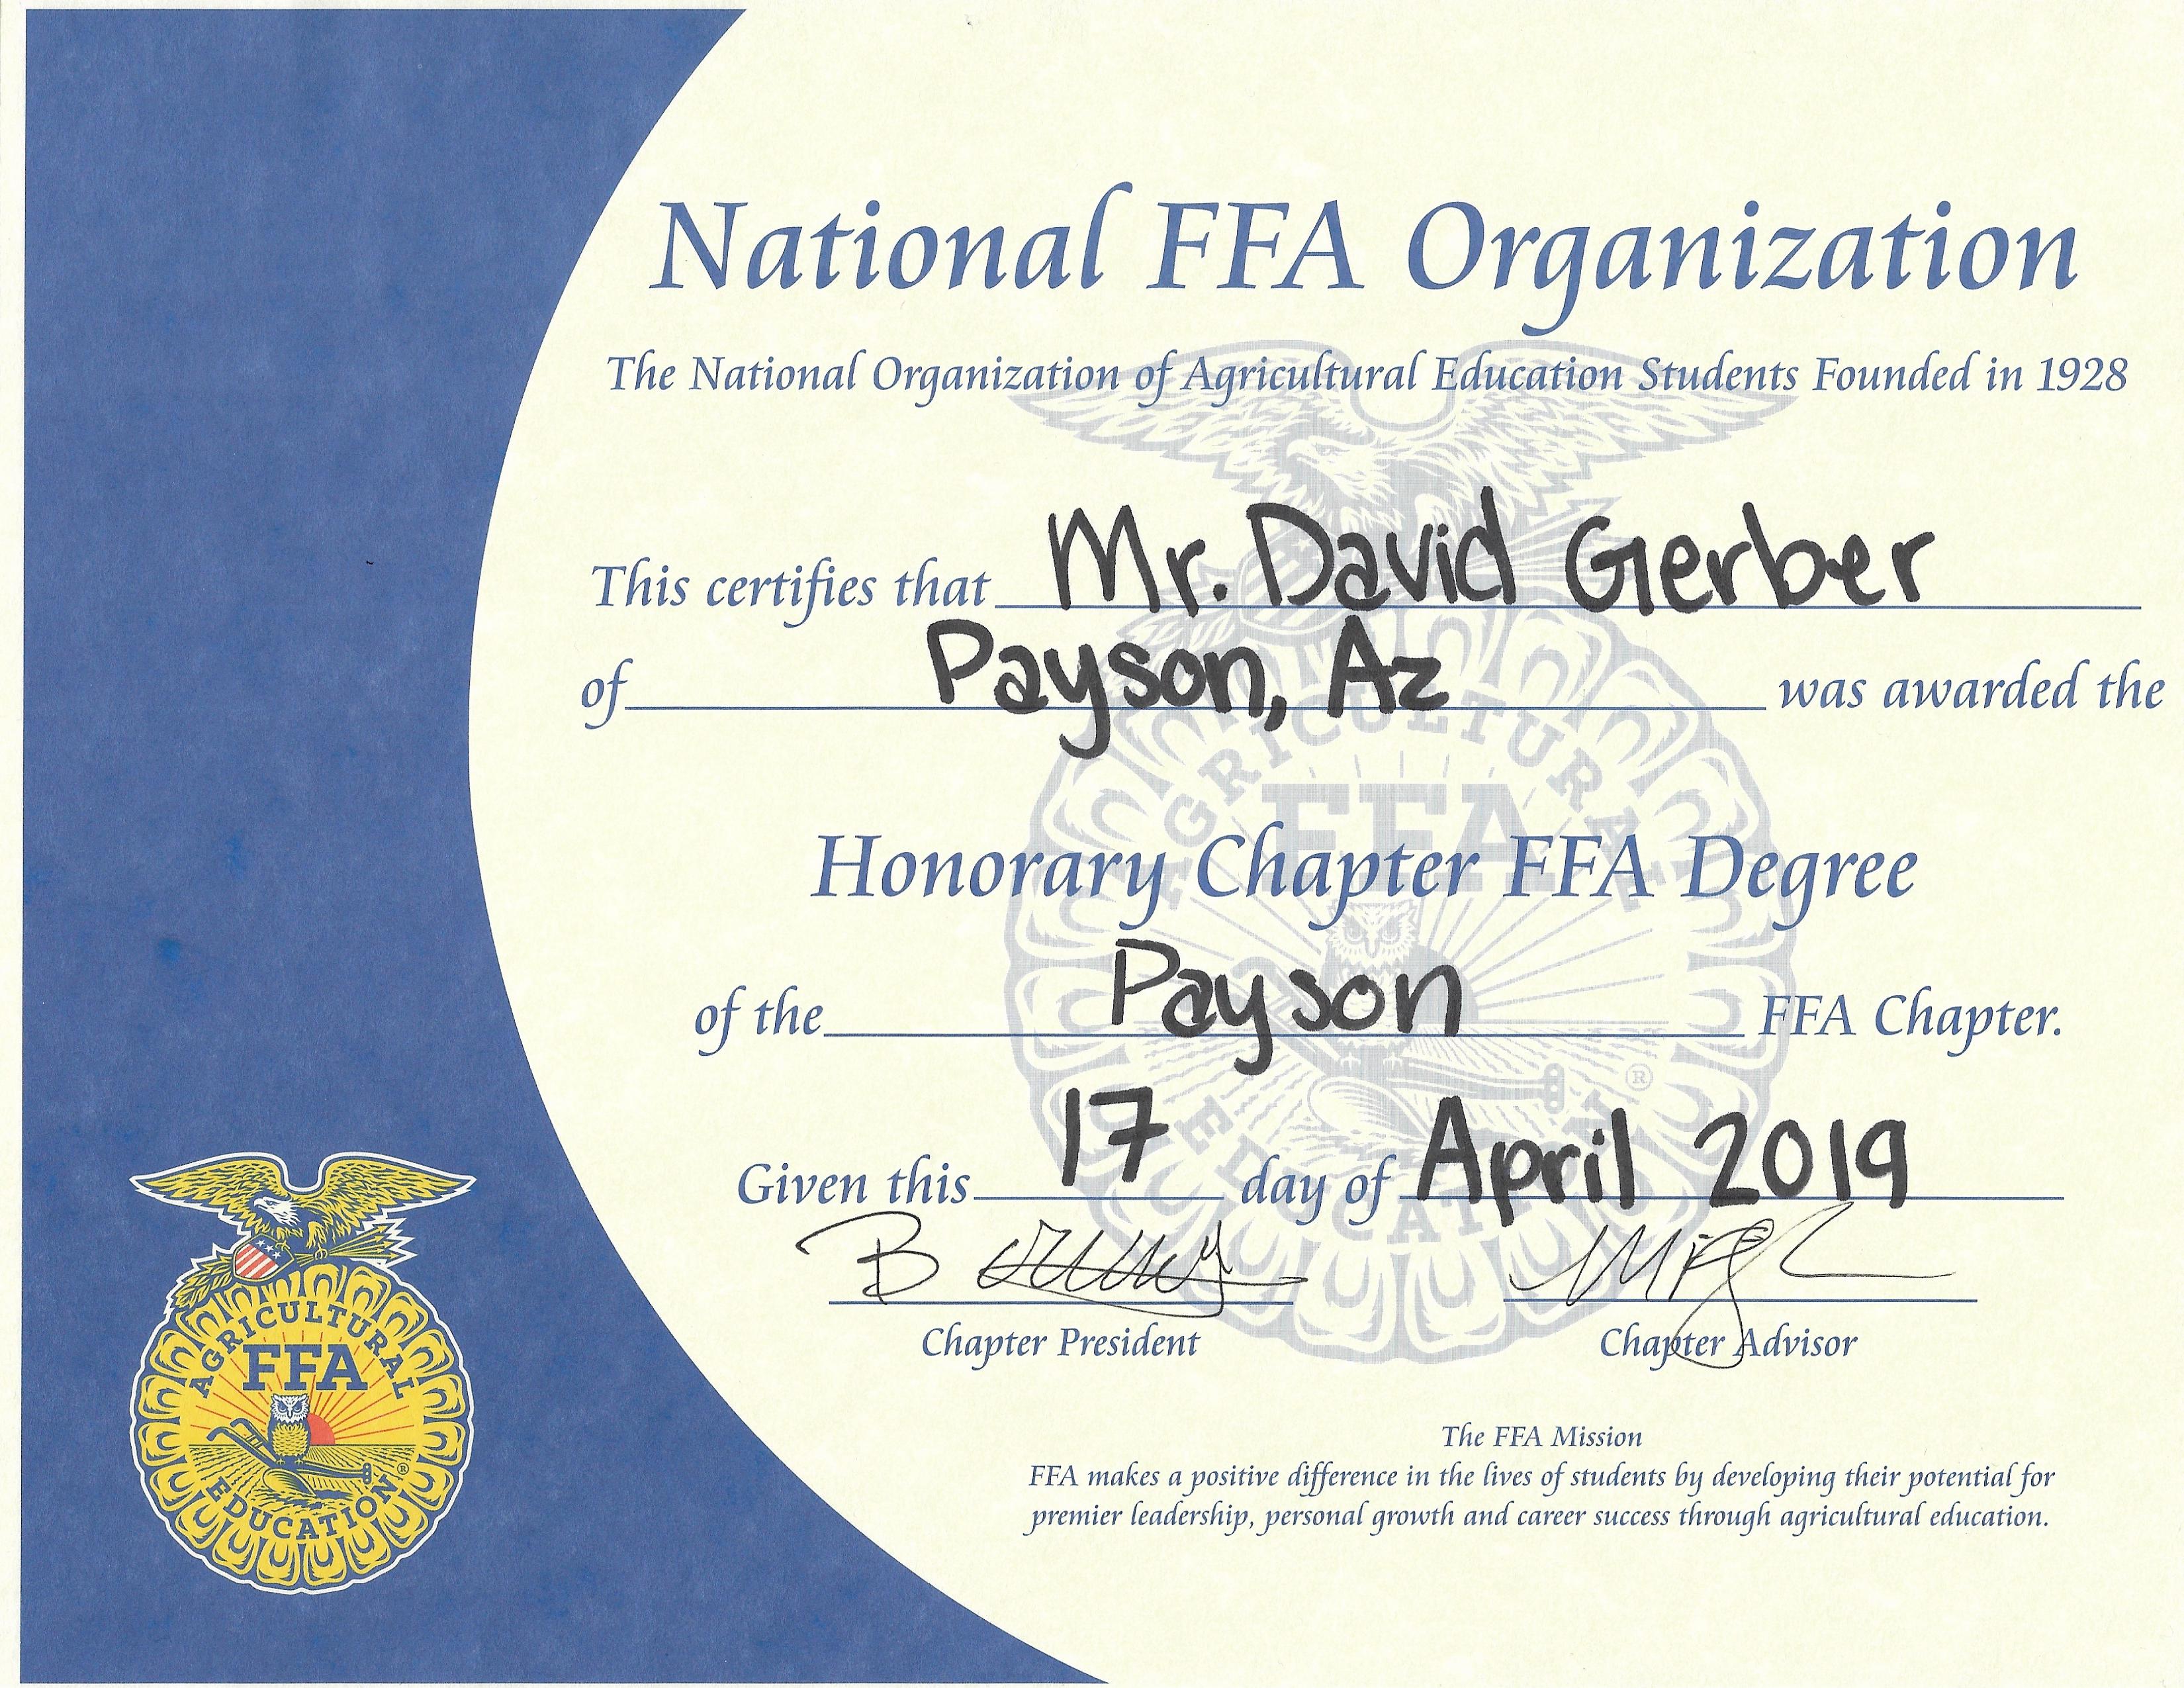 National FFA Organization
The National Organization of Agricultural Education Students Founded in 1928
This certifies that Mr. David Gerber
of Payson, Az was awarded the
Honorary Chapter FFA Degree
of the Payson FFA Chapter.
Given this 17 day of April 2019
Chapter President Chapter Advisor
The FFA Mission
FFA makes a positive difference in the lives of students by developing their potential for
premier leadership, personal growth and career success through agricultural education.
AGRICULTURAL
FFA
EDUCATION
®
AGRICULTURAL
FFA
EDUCATION
®